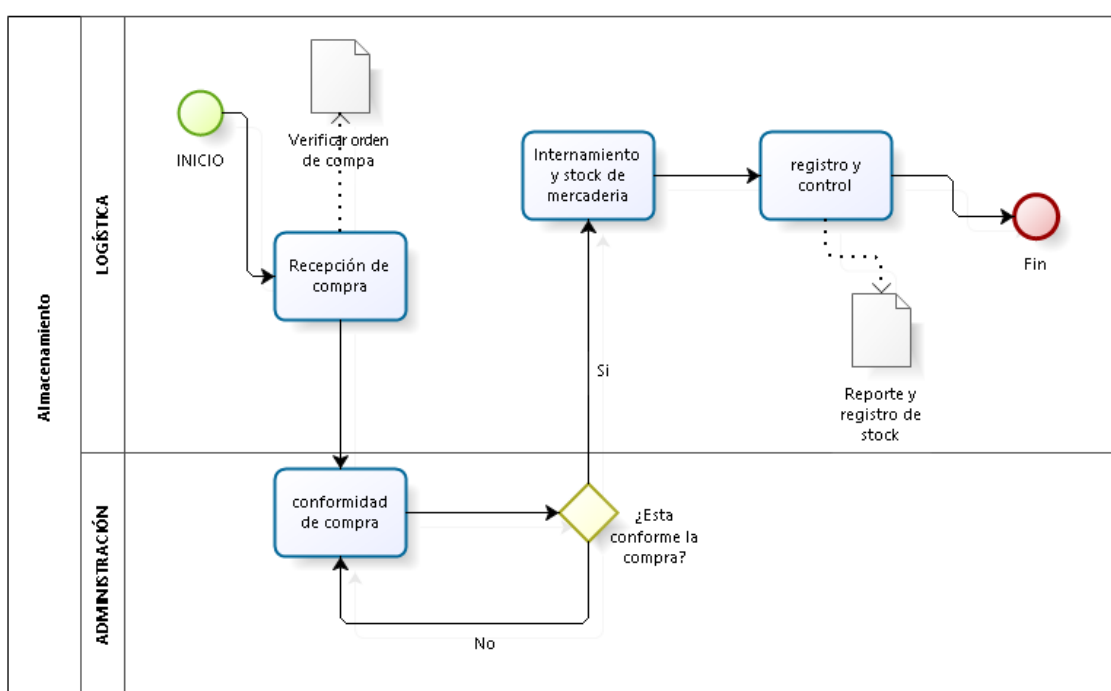 Almacenamiento
LOGÍSTICA
INICIO
Verificar orden
de compa
Recepción de
compra
Internamiento
y stock de
mercaderia
registro y
control
Fin
Reporte y
registro de
stock
Si
ADMINISTRACIÓN
conformidad
de compra
¿Esta
conforme la
compra?
No